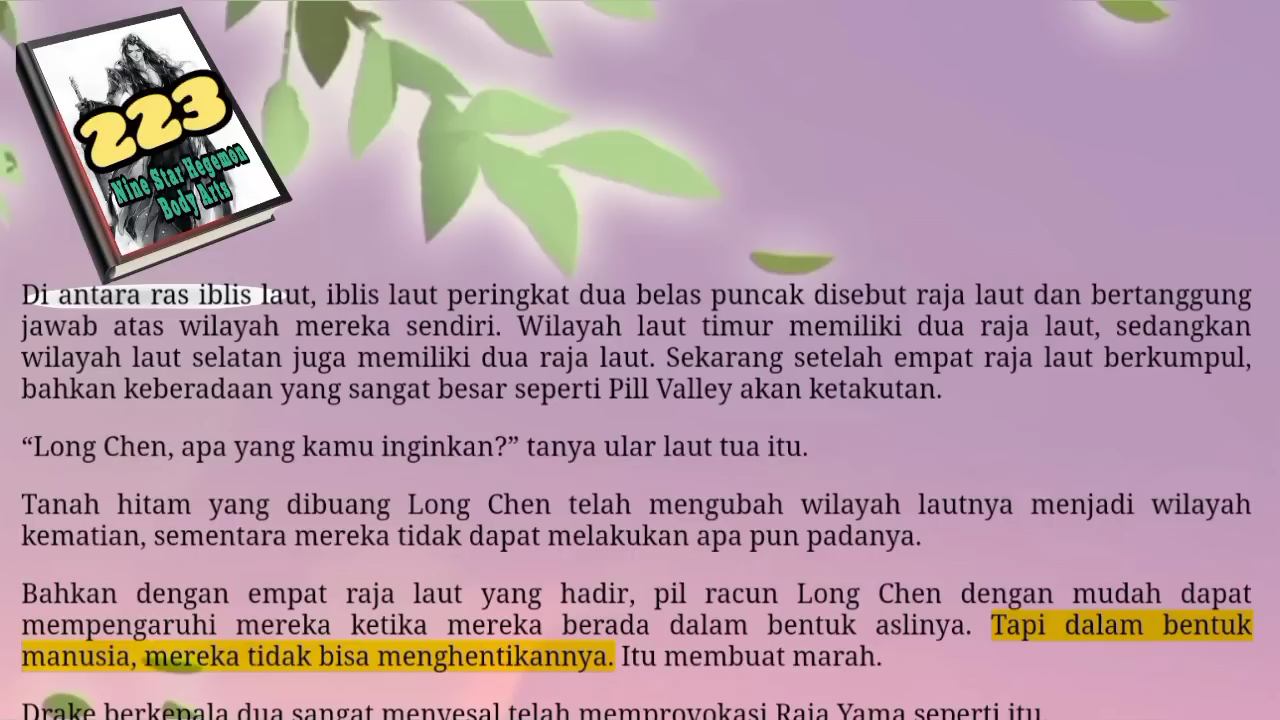 223
Nine Star Hegemon
Body Arts
Di antara ras iblis laut, iblis laut peringkat dua belas puncak disebut raja laut dan bertanggung
jawab atas wilayah mereka sendiri. Wilayah laut timur memiliki dua raja laut, sedangkan
wilayah laut selatan juga memiliki dua raja laut. Sekarang setelah empat raja laut berkumpul,
bahkan keberadaan yang sangat besar seperti Pill Valley akan ketakutan.
“Long Chen, apa yang kamu inginkan?” tanya ular laut tua itu.
Tanah hitam yang dibuang Long Chen telah mengubah wilayah lautnya menjadi wilayah
kematian, sementara mereka tidak dapat melakukan apa pun padanya.
Bahkan dengan empat raja laut yang hadir, pil racun Long Chen dengan mudah dapat
mempengaruhi mereka ketika mereka berada dalam bentuk aslinya. Tapi dalam bentuk
manusia, mereka tidak bisa menghentikannya. Itu membuat marah.
Drake berkepala dua sangat menyesal telah memprovokasi Raja Yama seperti itu.